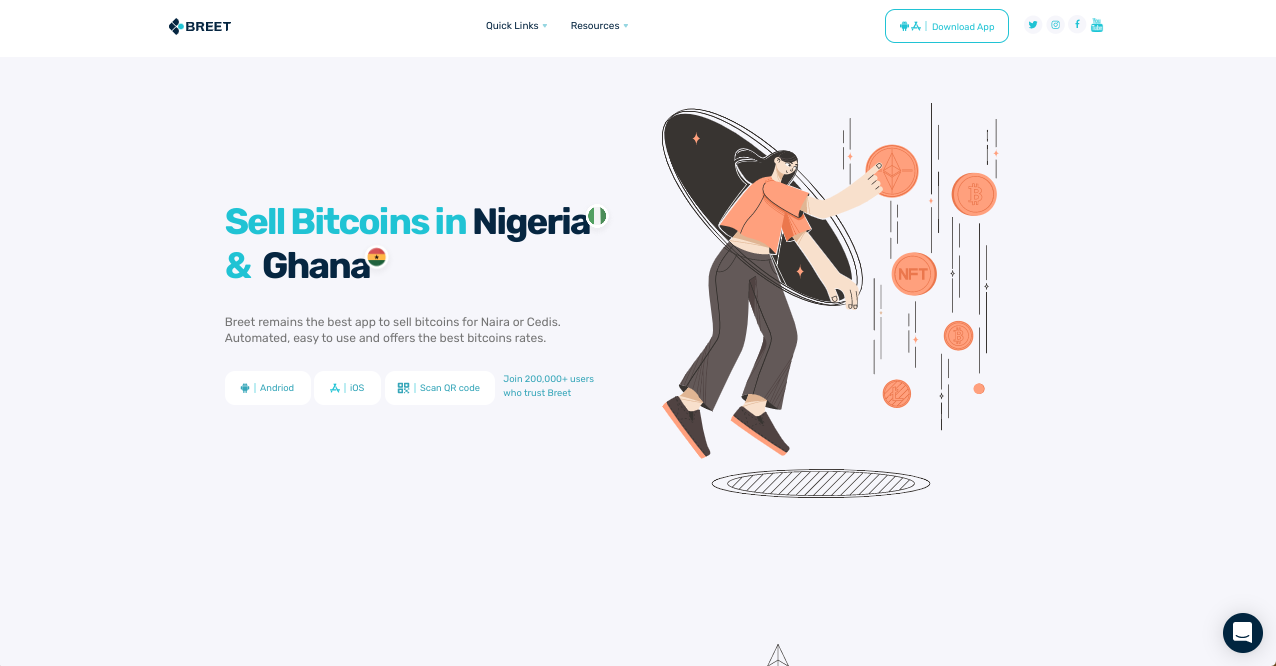 BREET
Quick Links
Resources
Download App
Sell Bitcoins in Nigeria
& Ghana
Breet remains the best app to sell bitcoins for Naira or Cedis.
Automated, easy to use and offers the best bitcoins rates.
Andriod
iOS
Scan QR code
Join 200,000+ users
who trust Breet
NFT